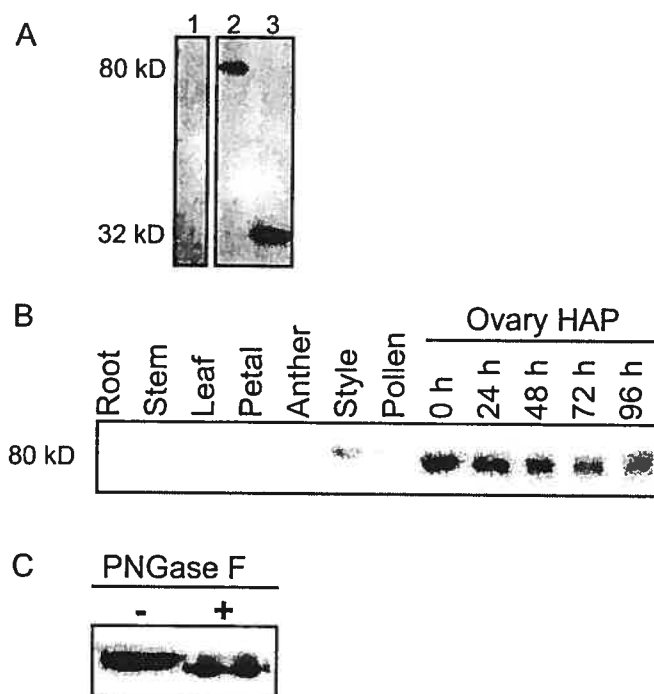 A
1 2 3
80 kD
32 kD
B
Ovary HAP
Root Stem Leaf Petal Anther Style Pollen 0 h 24 h 48 h 72 h 96 h
80 kD
C
PNGase F
- +